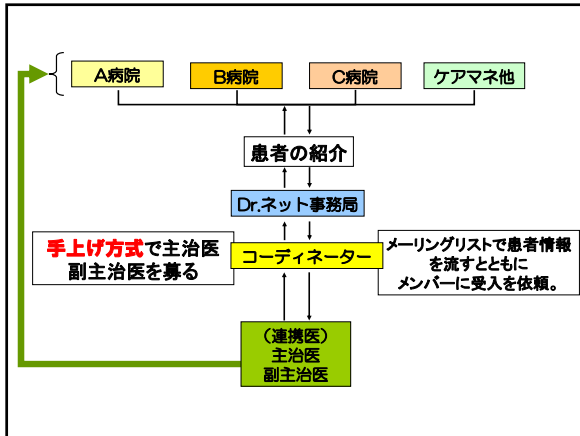 A病院
B病院
C病院
ケアマネ他
患者の紹介
Dr.ネット事務局
手上げ方式で主治医
副主治医を募る
コーディネーター
メーリングリストで患者情報
を流すとともに
メンバーに受入を依頼。
（連携医）
主治医
副主治医